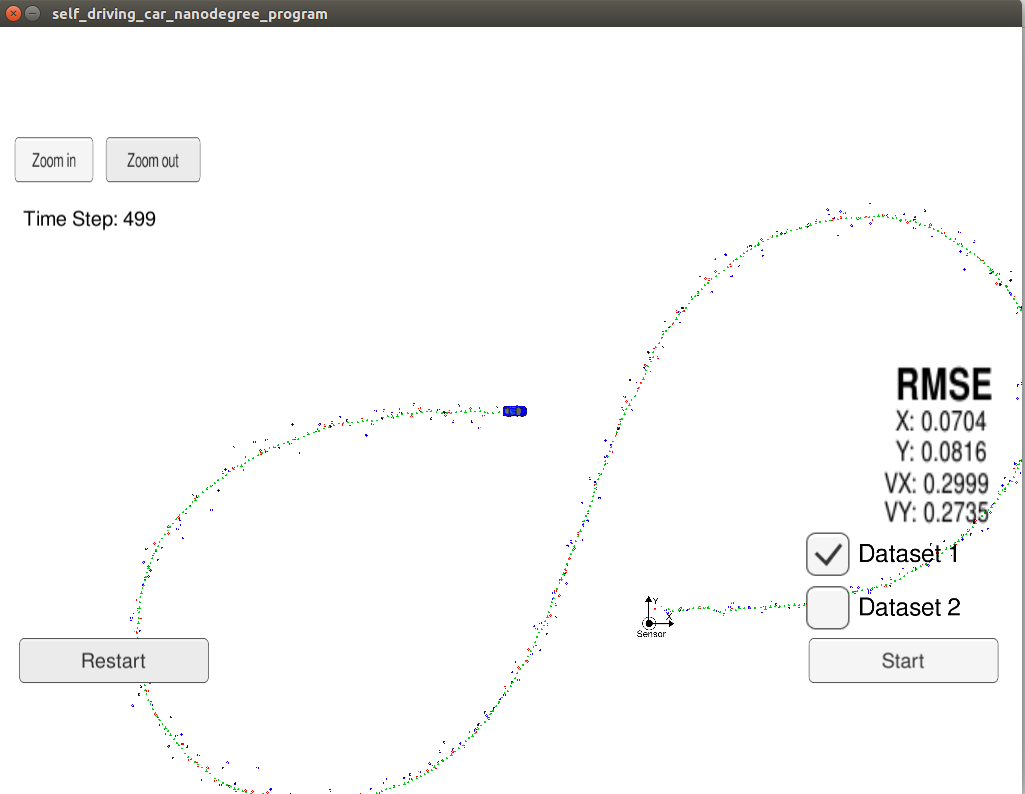 self_driving_car_nanodegree_program
Zoom in
Zoom out
Time Step: 499
RMSE
X: 0.0704
Y: 0.0816
VX: 0.2999
VY: 0.2735
Dataset 1
Dataset 2
Y
X
Sensor
Restart
Start